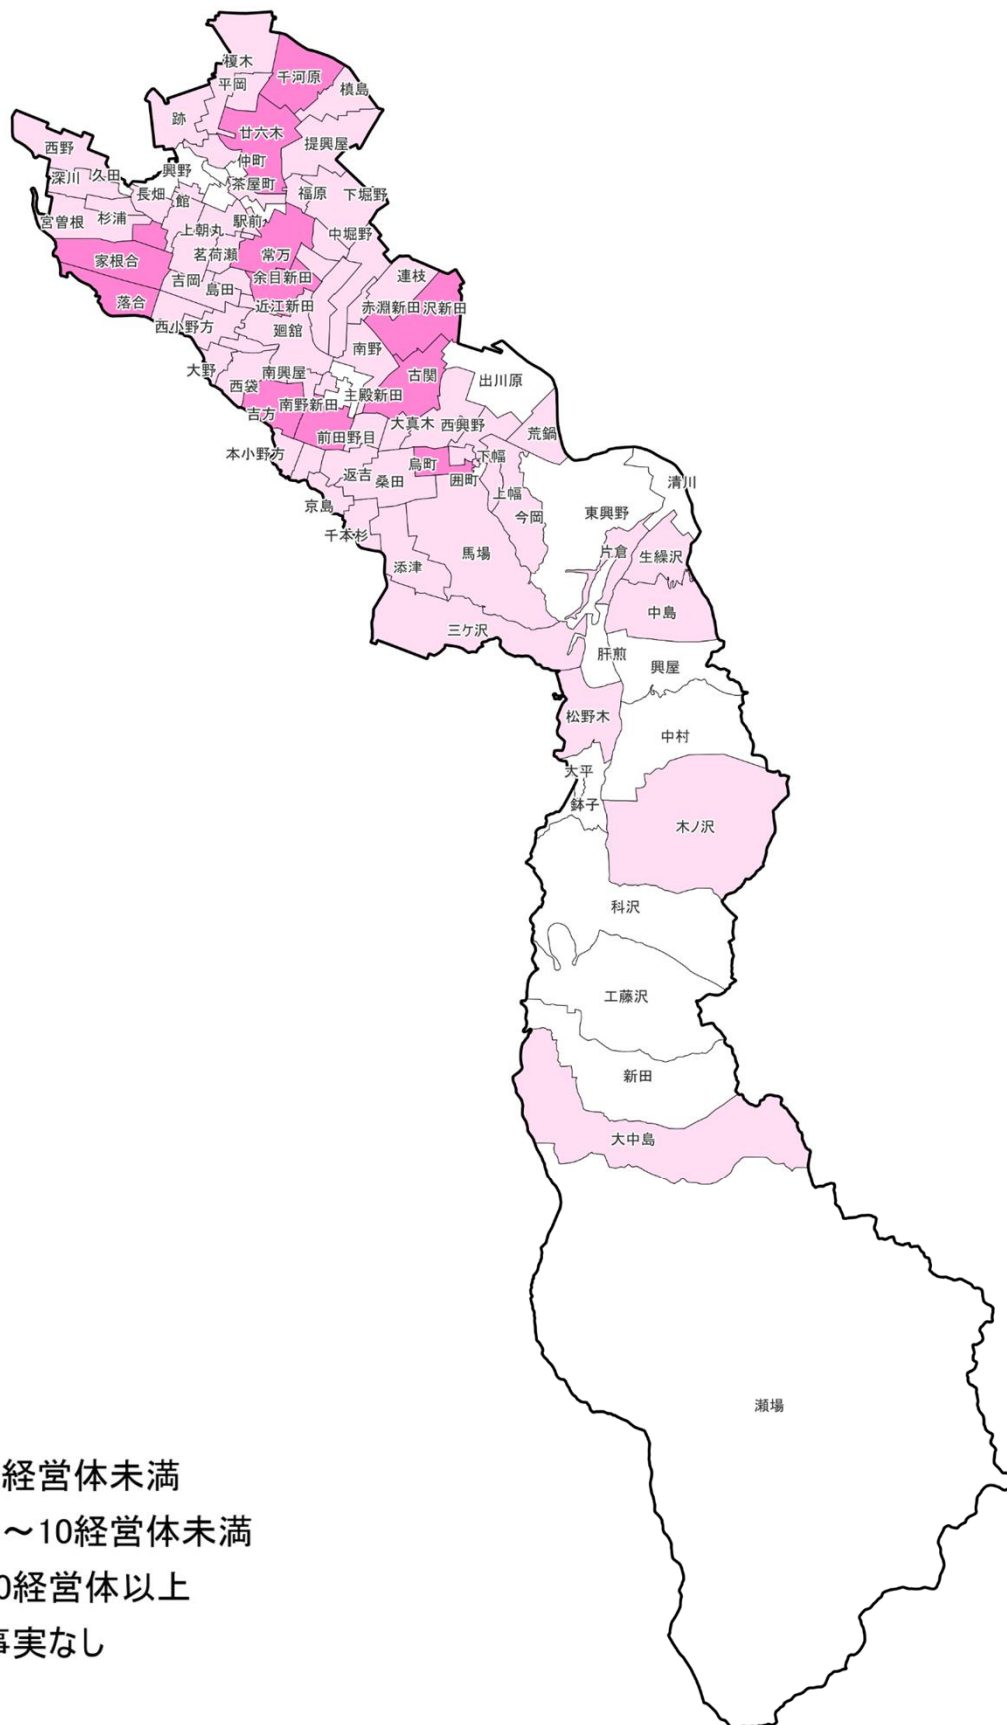 榎木
千河原
平岡
槙島
跡
廿六木
提興屋
西野
仲町
興野
久田
深川
茶屋町
長畑
館
福原
下堀野
宮曽根
杉浦
駅前
上朝丸
中堀野
茗荷瀬
常万
家根合
余目新田
連枝
吉岡
島田
落合
近江新田
赤淵新田
沢新田
西小野方
廻舘
南野
大野
西袋
南興屋
古関
出川原
主殿新田
南野新田
吉方
大真木
西興野
前田野目
荒鍋
本小野方
下幅
烏町
返吉
桑田
囲町
清川
上幅
京島
今岡
東興野
千本杉
馬場
片倉
生繰沢
添津
中島
三ケ沢
肝煎
興屋
松野木
中村
大平
鉢子
木ノ沢
科沢
工藤沢
新田
大中島
瀬場
経営体未満
～10経営体未満
0経営体以上
事実なし